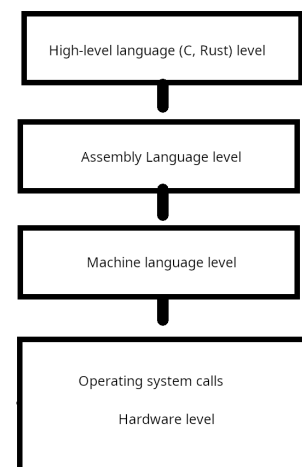 High-level language (C, Rust) level
Assembly Language level
Machine language level
Operating system calls
Hardware level